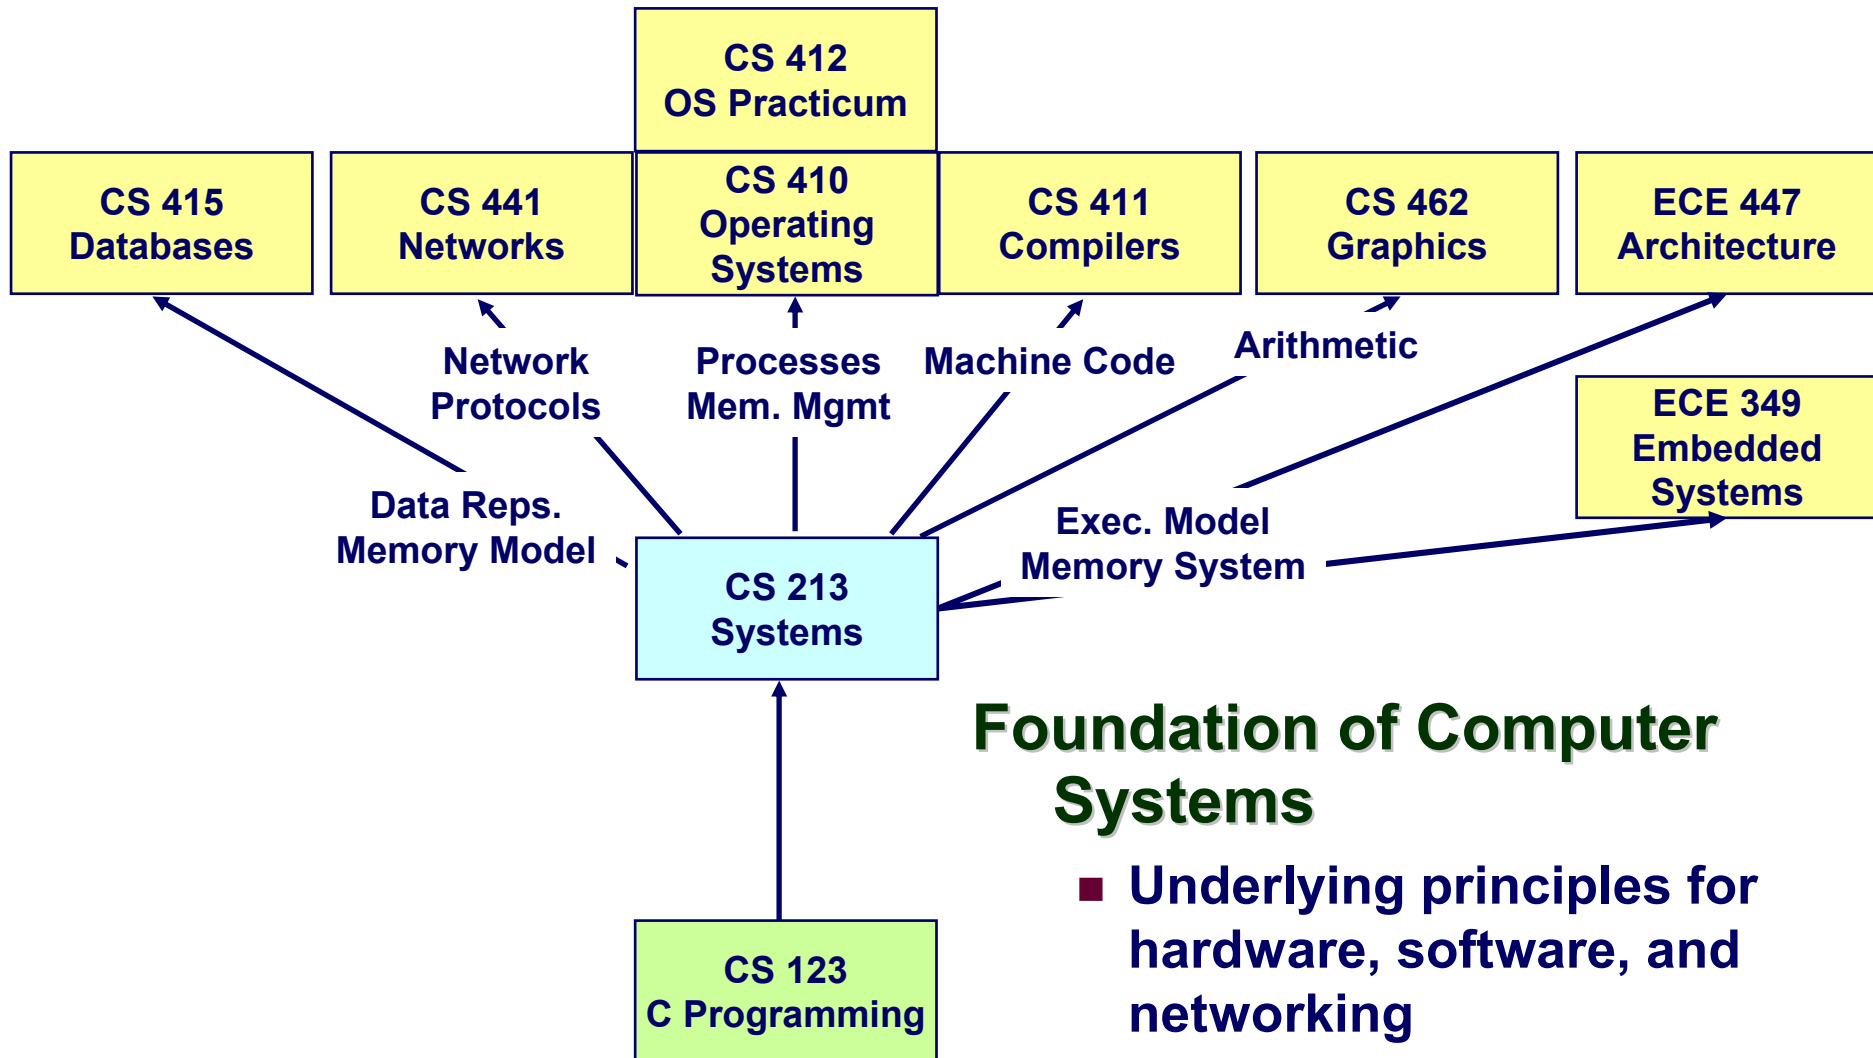 CS 412
OS Practicum
CS 415
Databases
CS 441
Networks
CS 410
Operating
Systems
CS 411
Compilers
CS 462
Graphics
ECE 447
Architecture
Network
Protocols
Processes
Mem. Mgmt
Machine Code
Arithmetic
ECE 349
Embedded
Systems
Data Reps.
Memory Model
Exec. Model
Memory System
CS 213
Systems
Foundation of Computer
Systems
■ Underlying principles for
hardware, software, and
networking
CS 123
C Programming